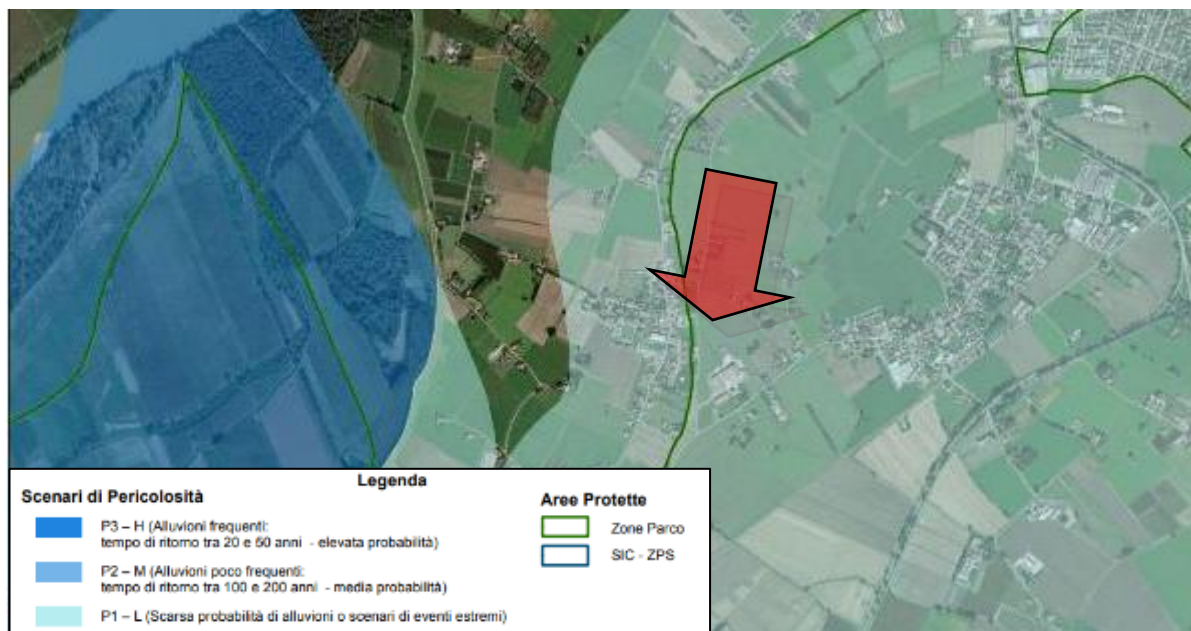 Legenda
Scenari di Pericolosità
P3 – H (Alluvioni frequenti:
tempo di ritorno tra 20 e 50 anni - elevata probabilità)
P2 – M (Alluvioni poco frequenti:
tempo di ritorno tra 100 e 200 anni - media probabilità)
P1 – L (Scarsa probabilità di alluvioni o scenari di eventi estremi)
Aree Protette
Zone Parco
SIC - ZPS